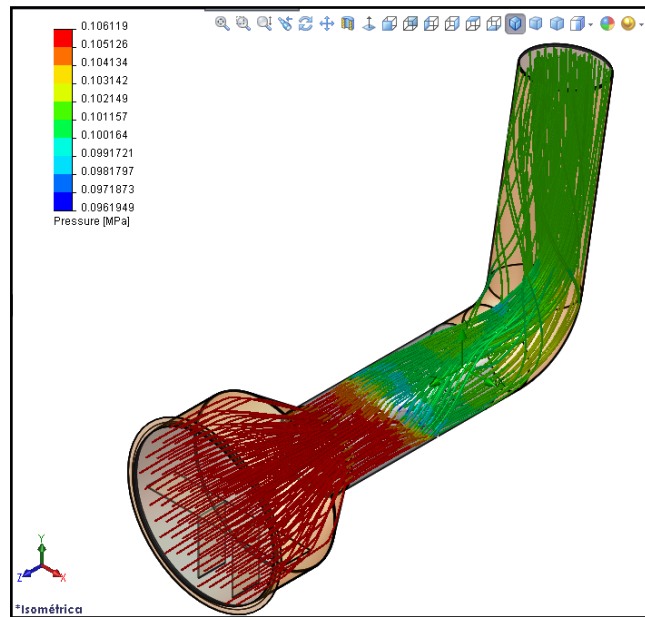 0.106119
0.105126
0.104134
0.103142
0.102149
0.101157
0.100164
0.0991721
0.0981797
0.0971873
0.0961949
Pressure [MPa]
Y
Z
X
*Isométrica